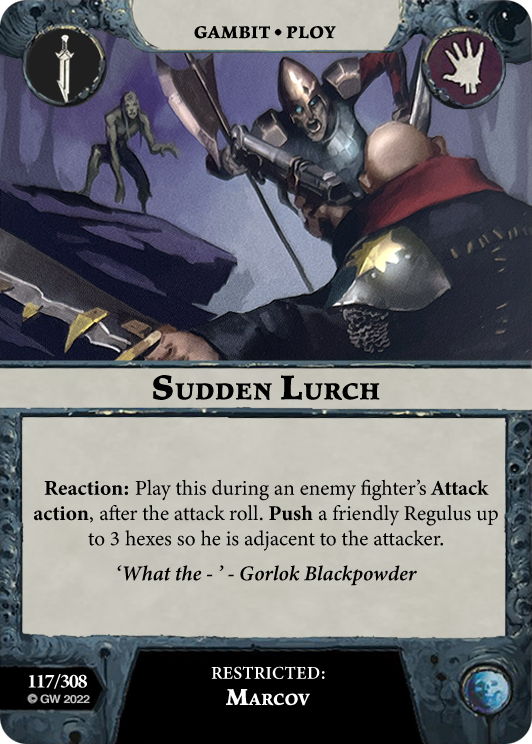 GAMBIT • PLOY
SUDDEN LURCH
Reaction: Play this during an enemy fighter's Attack
action, after the attack roll. Push a friendly Regulus up
to 3 hexes so he is adjacent to the attacker.
‘What the - ’ - Gorlok Blackpowder
117/308
© GW 2022
RESTRICTED:
MARCOV